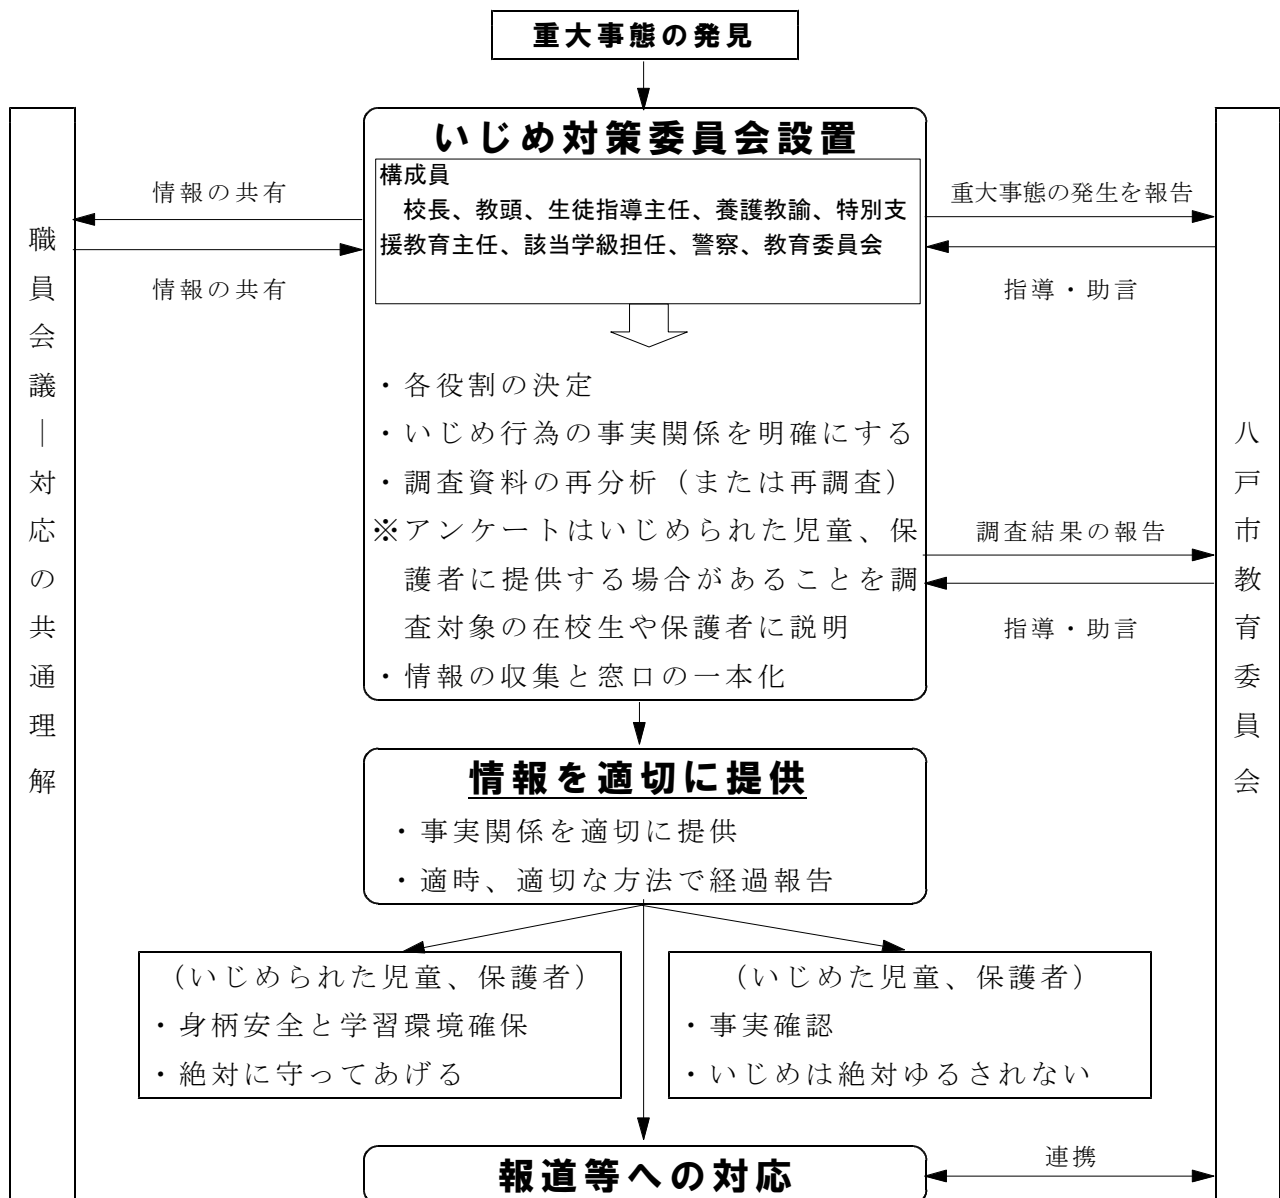 重大事態の発見
いじめ対策委員会設置
構成員
校長、教頭、生徒指導主任、養護教諭、特別支
援教育主任、該当学級担任、警察、教育委員会
情報の共有
情報の共有
重大事態の発生を報告
指導・助言
職員会議―対応の共通理解
八戸市教育委員会
・各役割の決定
・いじめ行為の事実関係を明確にする
・調査資料の再分析（または再調査）
※アンケートはいじめられた児童、保
護者に提供する場合があることを調
査対象の在校生や保護者に説明
・情報の収集と窓口の一本化
調査結果の報告
指導・助言
情報を適切に提供
・事実関係を適切に提供
・適時、適切な方法で経過報告
（いじめられた児童、保護者）
・身柄安全と学習環境確保
・絶対に守ってあげる
（いじめた児童、保護者）
・事実確認
・いじめは絶対ゆるされない
報道等への対応
連携